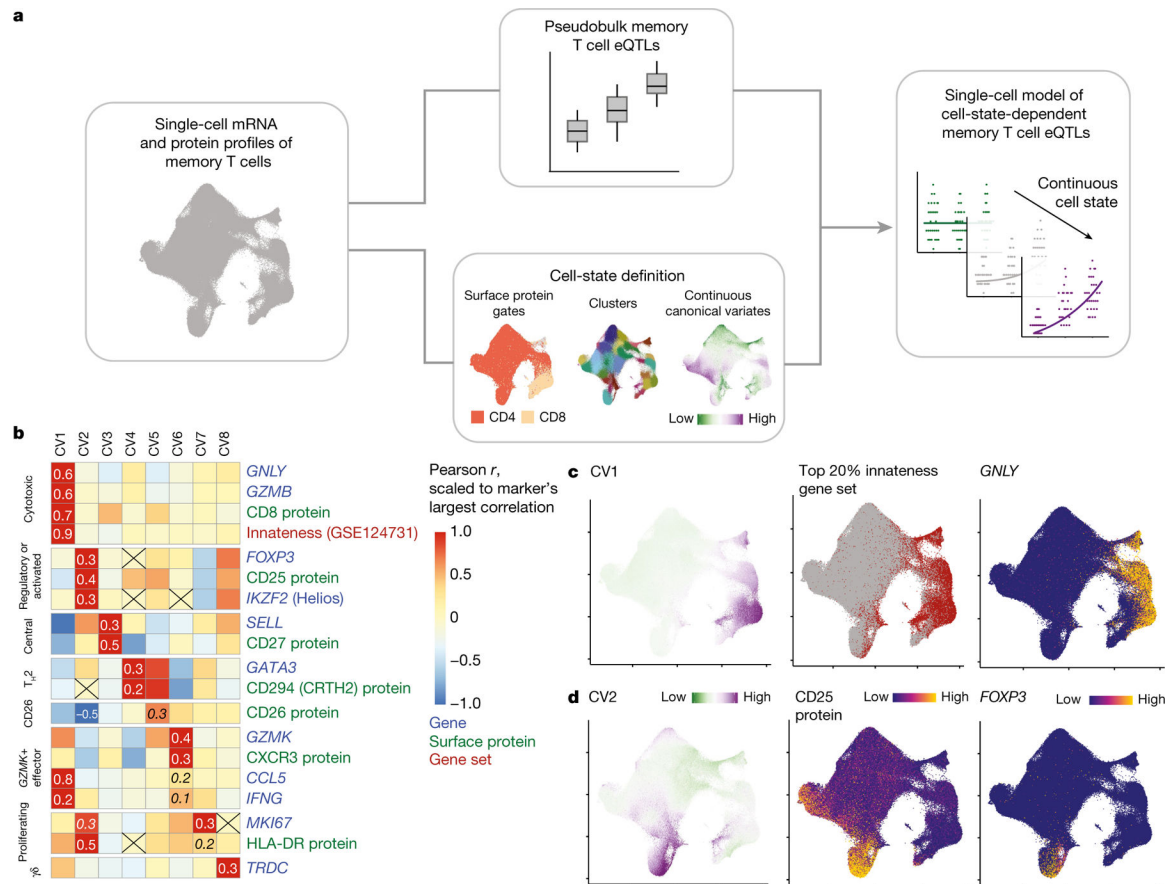 a
Pseudobulk memory
T cell eQTLs
Single-cell mRNA
and protein profiles of
memory T cells
Single-cell model of
cell-state-dependent
memory T cell eQTLs
Continuous
cell state
Cell-state definition
Surface protein
gates
Clusters
Continuous
canonical variates
CD4 CD8
Low High
b
CV1 CV2 CV3 CV4 CV5 CV6 CV7 CV8
Cytotoxic
0.6 GNLY
0.6 GZMB
0.7 CD8 protein
0.9 Innateness (GSE124731)
Regulatory or
activated
0.3 FOXP3
0.4 CD25 protein
0.3 IKZF2 (Helios)
Central
0.3 SELL
0.5 CD27 protein
TH2
0.3 GATA3
0.2 CD294 (CRTH2) protein
CD26
−0.5 0.3 CD26 protein
GZMK+
effector
0.4 GZMK
0.3 CXCR3 protein
0.8 0.2 CCL5
0.2 0.1 IFNG
Proliferating
0.3 0.3 MKI67
0.5 0.2 HLA-DR protein
γδ
0.3 TRDC
Pearson r,
scaled to marker's
largest correlation
1.0
0.5
0
−0.5
−1.0
Gene
Surface protein
Gene set
c
CV1
Top 20% innateness
gene set
GNLY
d
CV2
Low High
CD25
protein
Low High
FOXP3
Low High